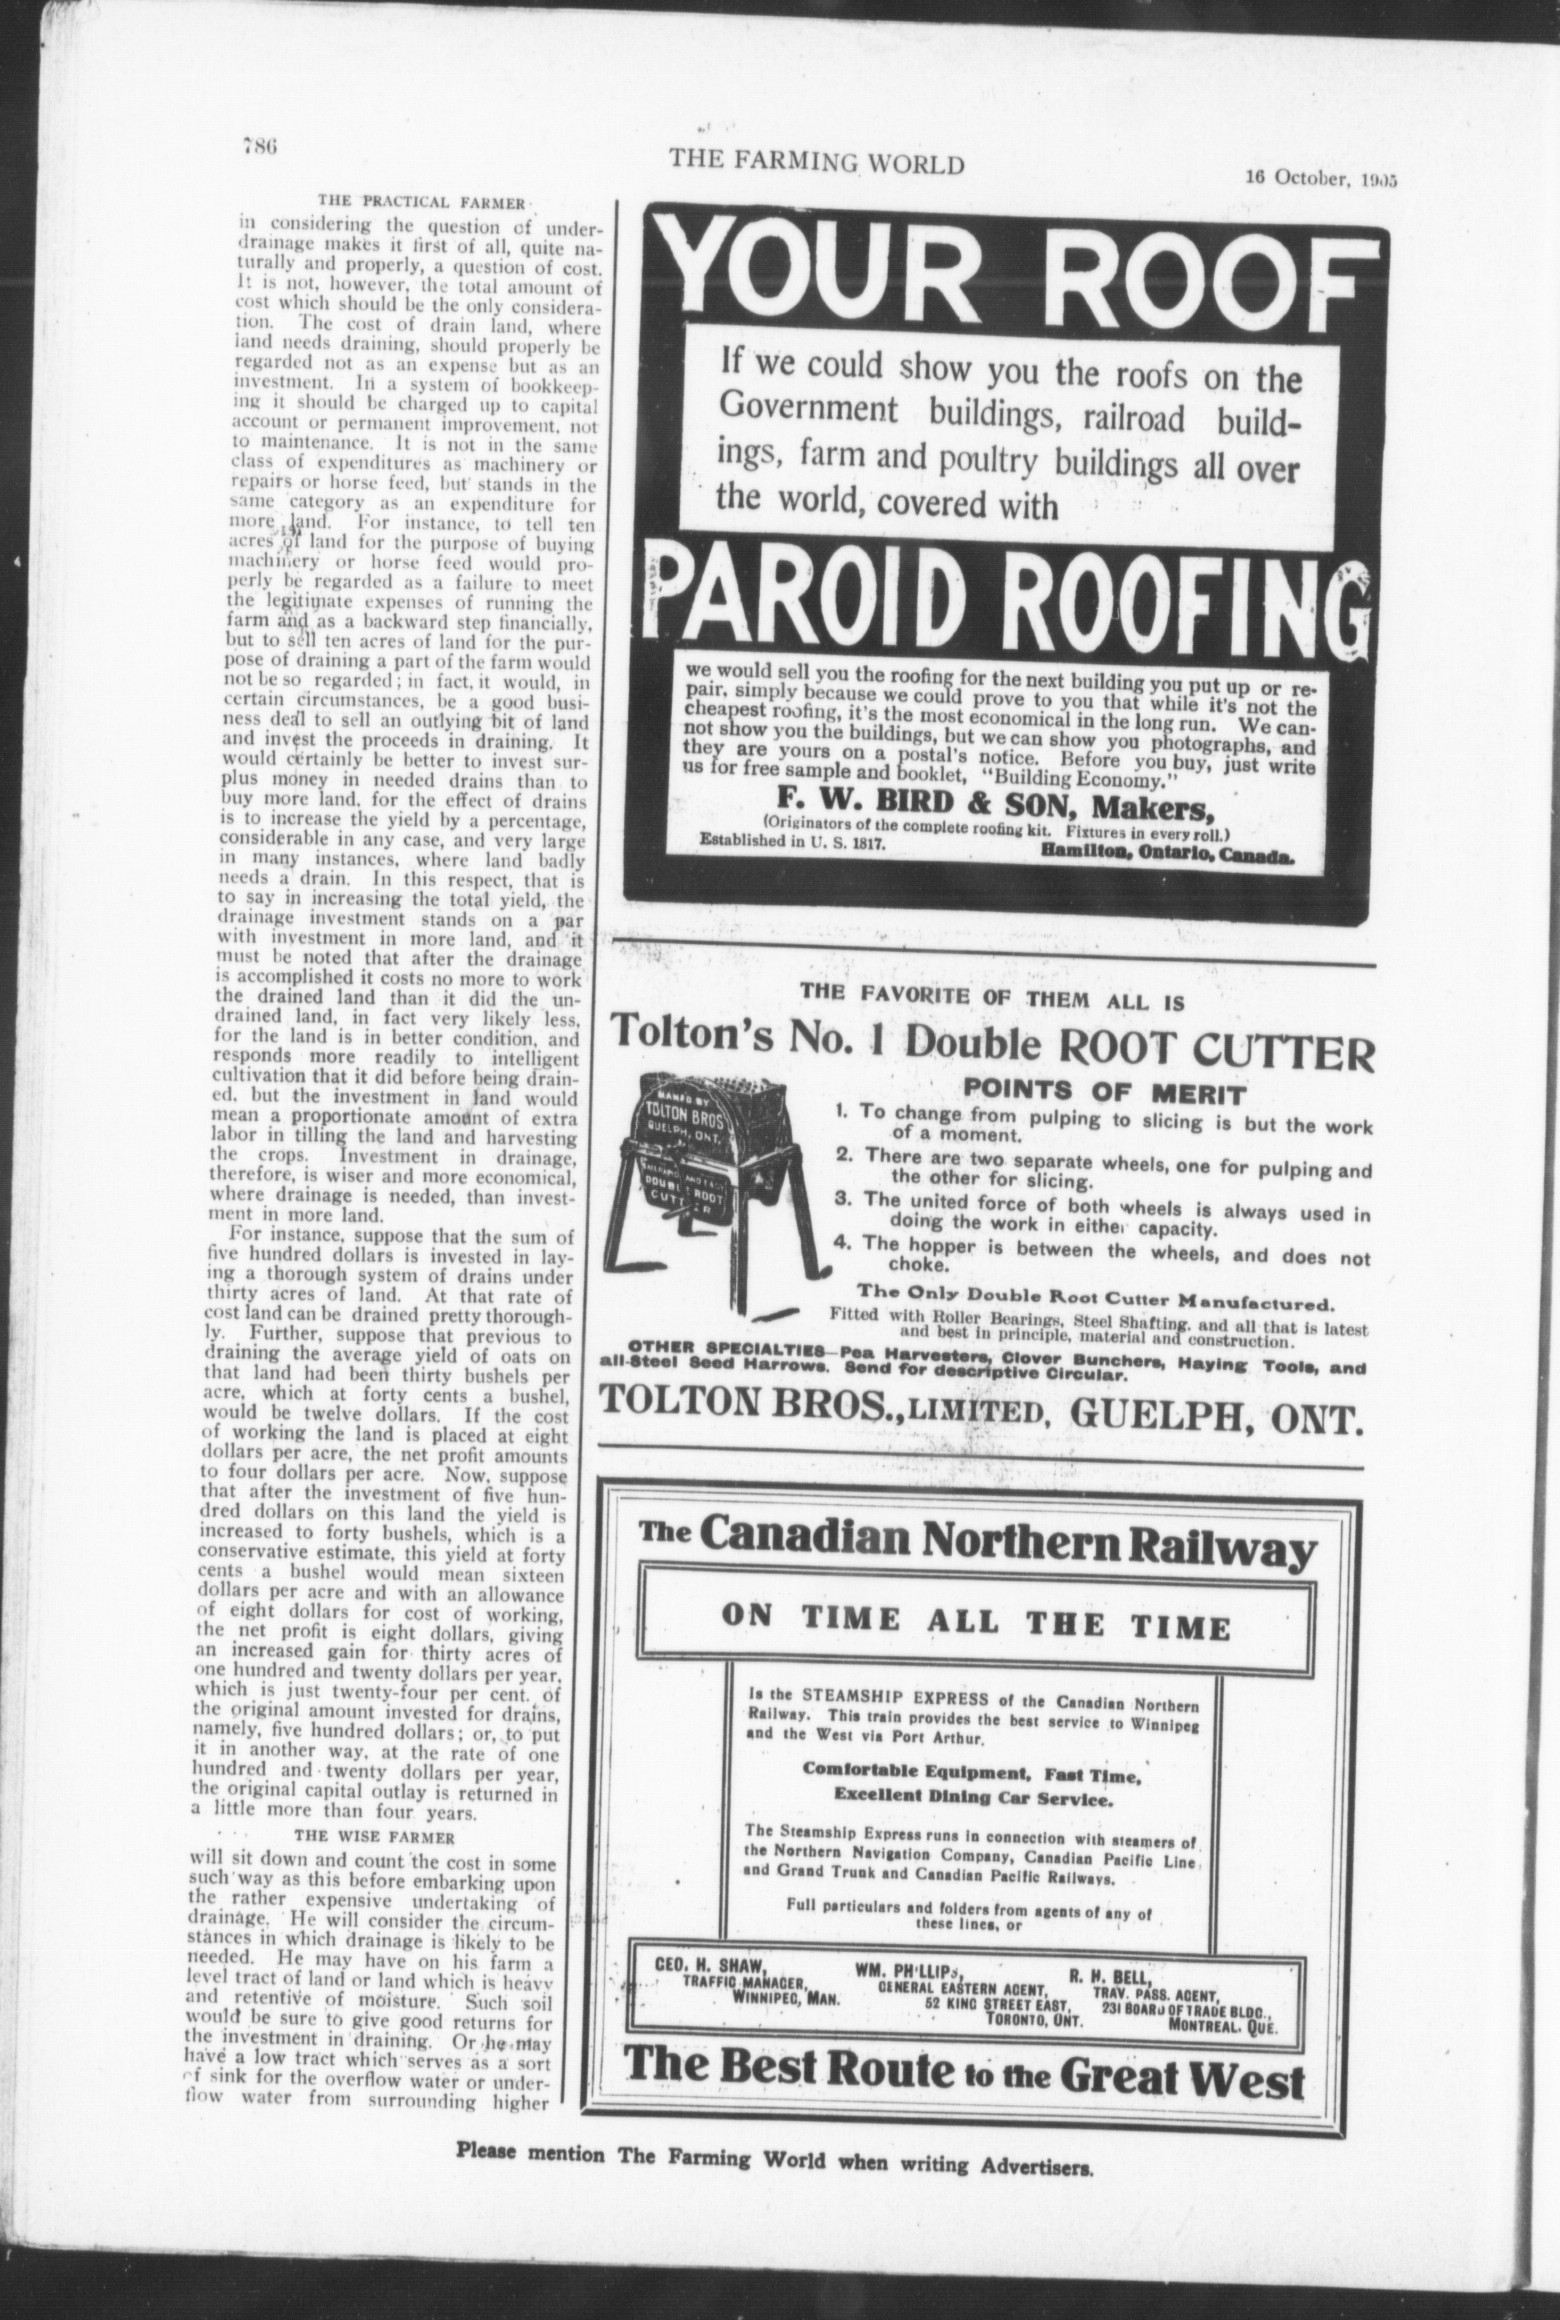 786
THE FARMING WORLD
16 October, 1905
THE PRACTICAL FARMER
in considering the question of under-
drainage makes it first of all, quite na-
turally and properly, a question of cost.
It is not, however, the total amount of
cost which should be the only considera-
tion. The cost of drain land, where
land needs draining, should properly be
regarded not as an expense but as an
investment. In a system of bookkeep-
ing it should be charged up to capital
account or permanent improvement, not
to maintenance. It is not in the same
class of expenditures as machinery or
repairs or horse feed, but stands in the
same category as an expenditure for
more land. For instance, to tell ten
acres of land for the purpose of buying
machinery or horse feed would pro-
perly be regarded as a failure to meet
the legitimate expenses of running the
farm and as a backward step financially,
but to sell ten acres of land for the pur-
pose of draining a part of the farm would
not be so regarded; in fact, it would, in
certain circumstances, be a good busi-
ness deal to sell an outlying bit of land
and invest the proceeds in draining. It
would certainly be better to invest sur-
plus money in needed drains than to
buy more land, for the effect of drains
is to increase the yield by a percentage,
considerable in any case, and very large
in many instances, where land badly
needs a drain. In this respect, that is
to say in increasing the total yield, the
drainage investment stands on a par
with investment in more land, and it
must be noted that after the drainage
is accomplished it costs no more to work
the drained land than it did the un-
drained land, in fact very likely less,
for the land is in better condition, and
responds more readily to intelligent
cultivation that it did before being drain-
ed, but the investment in land would
mean a proportionate amount of extra
labor in tilling the land and harvesting
the crops. Investment in drainage,
therefore, is wiser and more economical,
where drainage is needed, than invest-
ment in more land.
For instance, suppose that the sum of
five hundred dollars is invested in lay-
ing a thorough system of drains under
thirty acres of land. At that rate of
cost land can be drained pretty thorough-
ly. Further, suppose that previous to
draining the average yield of oats on
that land had been thirty bushels per
acre, which at forty cents a bushel,
would be twelve dollars. If the cost
of working the land is placed at eight
dollars per acre, the net profit amounts
to four dollars per acre. Now, suppose
that after the investment of five hun-
dred dollars on this land the yield is
increased to forty bushels, which is a
conservative estimate, this yield at forty
cents a bushel would mean sixteen
dollars per acre and with an allowance
of eight dollars for cost of working,
the net profit is eight dollars, giving
an increased gain for thirty acres of
one hundred and twenty dollars per year,
which is just twenty-four per cent. of
the original amount invested for drains,
namely, five hundred dollars; or, to put
it in another way, at the rate of one
hundred and twenty dollars per year,
the original capital outlay is returned in
a little more than four years.
THE WISE FARMER
will sit down and count the cost in some
such way as this before embarking upon
the rather expensive undertaking of
drainage. He will consider the circum-
stances in which drainage is likely to be
needed. He may have on his farm a
level tract of land or land which is heavy
and retentive of moisture. Such soil
would be sure to give good returns for
the investment in draining. Or he may
have a low tract which serves as a sort
of sink for the overflow water or under-
flow water from surrounding higher
YOUR ROOF
If we could show you the roofs on the
Government buildings, railroad build-
ings, farm and poultry buildings all over
the world, covered with
PAROID ROOFING
we would sell you the roofing for the next building you put up or re-
pair, simply because we could prove to you that while it's not the
cheapest roofing, it's the most economical in the long run. We can-
not show you the buildings, but we can show you photographs, and
they are yours on a postal's notice. Before you buy, just write
us for free sample and booklet, "Building Economy."
F. W. BIRD & SON, Makers,
(Originators of the complete roofing kit. Fixtures in every roll.)
Established in U. S. 1817.
Hamilton, Ontario, Canada.
THE FAVORITE OF THEM ALL IS
Tolton's No. 1 Double ROOT CUTTER
MANFD BY
TOLTON BROS
GUELPH, ONT.
AND
DOUBLE ROOT
CUTTER
POINTS OF MERIT
1. To change from pulping to slicing is but the work
of a moment.
2. There are two separate wheels, one for pulping and
the other for slicing.
3. The united force of both wheels is always used in
doing the work in either capacity.
4. The hopper is between the wheels, and does not
choke.
The Only Double Root Cutter Manufactured.
Fitted with Roller Bearings, Steel Shafting, and all that is latest
and best in principle, material and construction.
OTHER SPECIALTIES—Pea Harvesters, Clover Bunchers, Haying Tools, and
all-Steel Seed Harrows. Send for descriptive Circular.
TOLTON BROS., LIMITED, GUELPH, ONT.
The Canadian Northern Railway
ON TIME ALL THE TIME
Is the STEAMSHIP EXPRESS of the Canadian Northern
Railway. This train provides the best service to Winnipeg
and the West via Port Arthur.
Comfortable Equipment, Fast Time,
Excellent Dining Car Service.
The Steamship Express runs in connection with steamers of
the Northern Navigation Company, Canadian Pacific Line
and Grand Trunk and Canadian Pacific Railways.
Full particulars and folders from agents of any of
these lines, or
GEO. H. SHAW,
TRAFFIC MANAGER,
WINNIPEG, MAN.
WM. PHILLIPS,
GENERAL EASTERN AGENT,
52 KING STREET EAST,
TORONTO, ONT.
R. H. BELL,
TRAV. PASS. AGENT,
231 BOARD OF TRADE BLDG.,
MONTREAL. QUE.
The Best Route to the Great West
Please mention The Farming World when writing Advertisers.